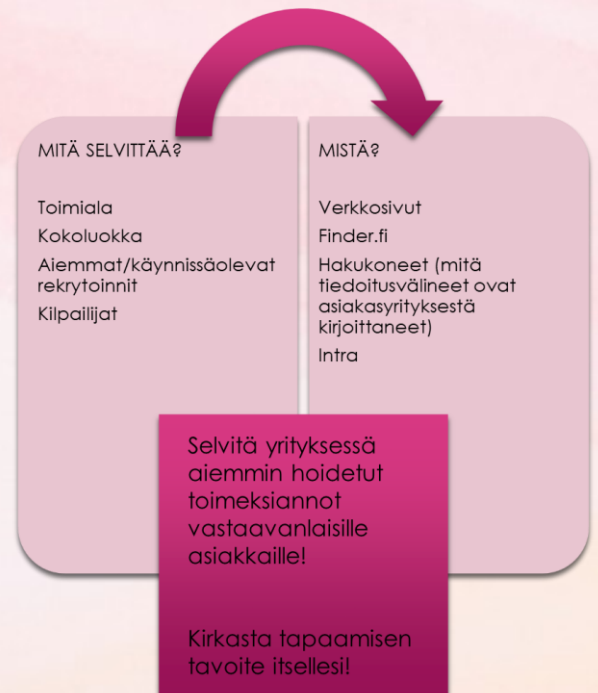 MITÄ SELVITTÄÄ?
Toimiala
Kokoluokka
Aiemmat/käynnissäolevat
rekrytoinnit
Kilpailijat
MISTÄ?
Verkkosivut
Finder.fi
Hakukoneet (mitä
tiedoitusvälineet ovat
asiakasyrityksestä
kirjoittaneet)
Intra
Selvitä yrityksessä
aiemmin hoidetut
toimeksiannot
vastaavanlaisille
asiakkaille!
Kirkasta tapaamisen
tavoite itsellesi!